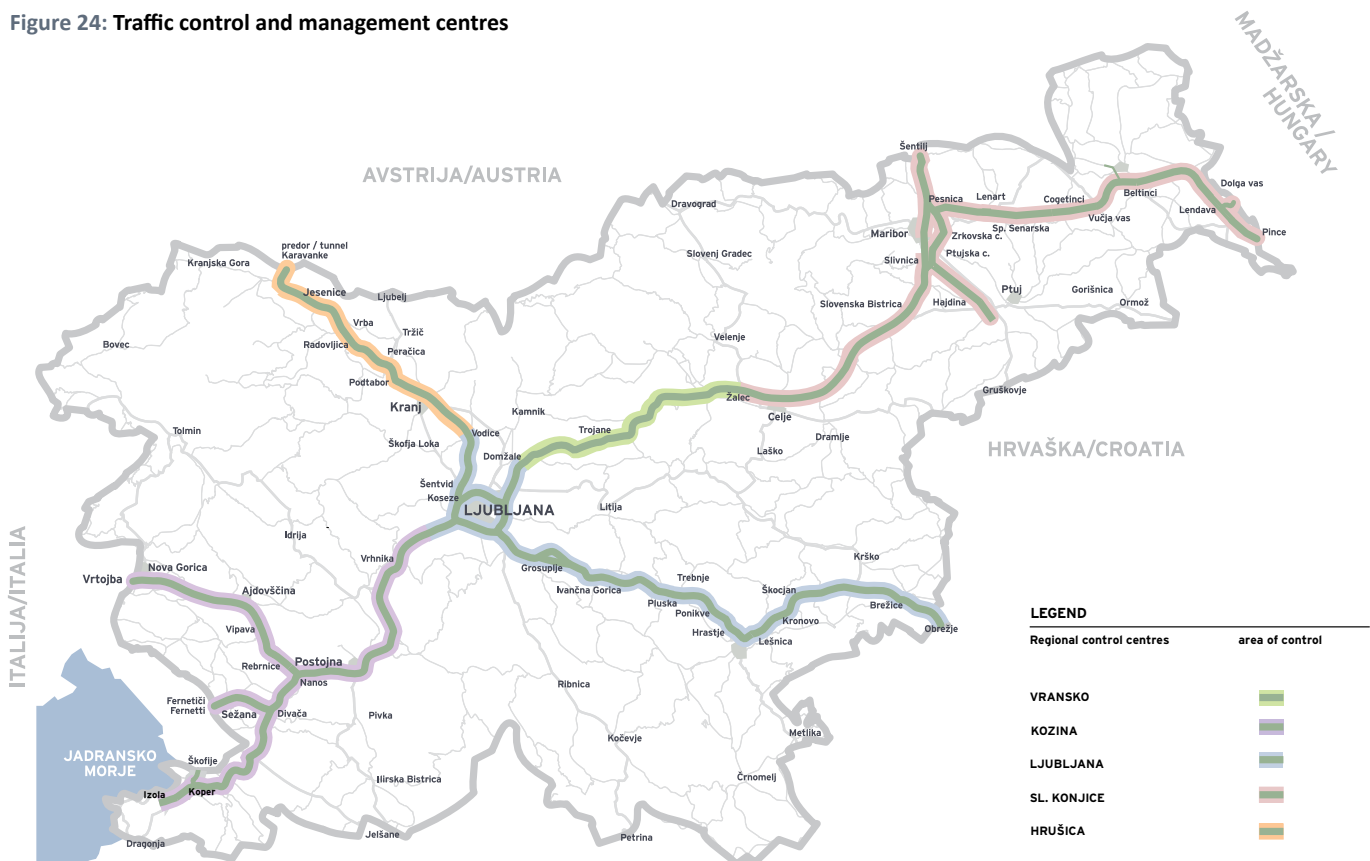 Figure 24: Traffic control and management centres
MADŽARSKA /
HUNGARY
AVSTRIJA/AUSTRIA
Šentilj
Dravograd
Pesnica
Lenart
Cogetinci
Beltinci
Dolga vas
Lendava
Vučja vas
Sp. Senarska
Pince
Maribor
Zrkovska c.
Ptujska c.
predor / tunnel
Karavanke
Kranjska Gora
Slovenj Gradec
Slivnica
Jesenice
Ljubelj
Slovenska Bistrica
Hajdina
Ptuj
Gorišnica
Ormož
Vrba
Tržič
Bovec
Radovljica
Peračica
Velenje
Podtabor
Gruškovje
Kranj
Žalec
Kamnik
Celje
Tolmin
Vodice
Trojane
Dramlje
Škofja Loka
Domžale
Laško
HRVAŠKA/CROATIA
Šentvid
Koseze
LJUBLJANA
Litija
Idrija
-
Vrhnika
Krško
Nova Gorica
Vrtojba
Grosuplje
Trebnje
Ajdovščina
Ivančna Gorica
Škocjan
Pluska
Ponikve
Brežice
Kronovo
Vipava
Hrastje
Lešnica
Obrežje
ITALIJA/ITALIA
Rebrnice
Postojna
Nanos
Ribnica
Fernetiči
Fernetti
Sežana
Divača
Pivka
Metlika
Kočevje
JADRANSKO
MORJE
Škofije
Ilirska Bistrica
Črnomelj
Izola
Koper
Jelšane
Petrina
Dragonja
LEGEND
Regional control centres area of control
VRANSKO
KOZINA
LJUBLJANA
SL. KONJICE
HRUŠICA